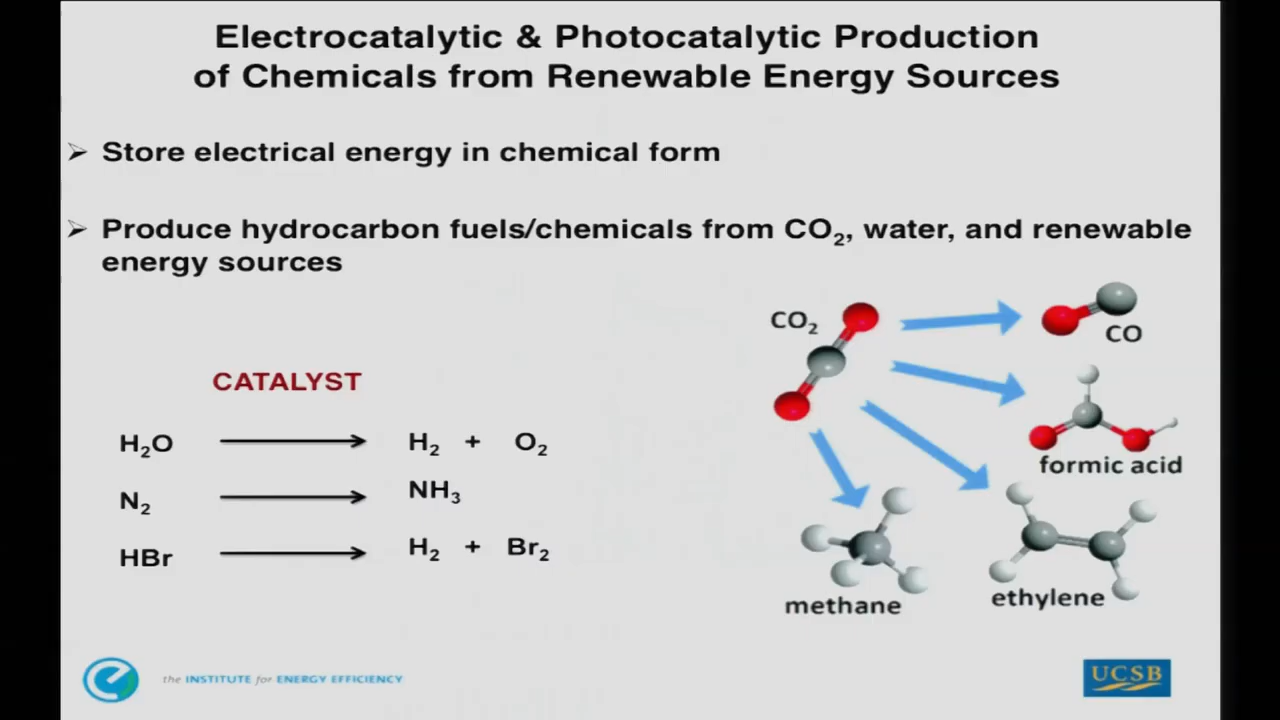 Electrocatalytic & Photocatalytic Production
of Chemicals from Renewable Energy Sources
➢ Store electrical energy in chemical form
➢ Produce hydrocarbon fuels/chemicals from CO₂, water, and renewable
energy sources
CO₂
CO
CATALYST
H₂O → H₂ + O₂
N₂ → NH₃
HBr → H₂ + Br₂
formic acid
methane
ethylene
the INSTITUTE for ENERGY EFFICIENCY
UCSB